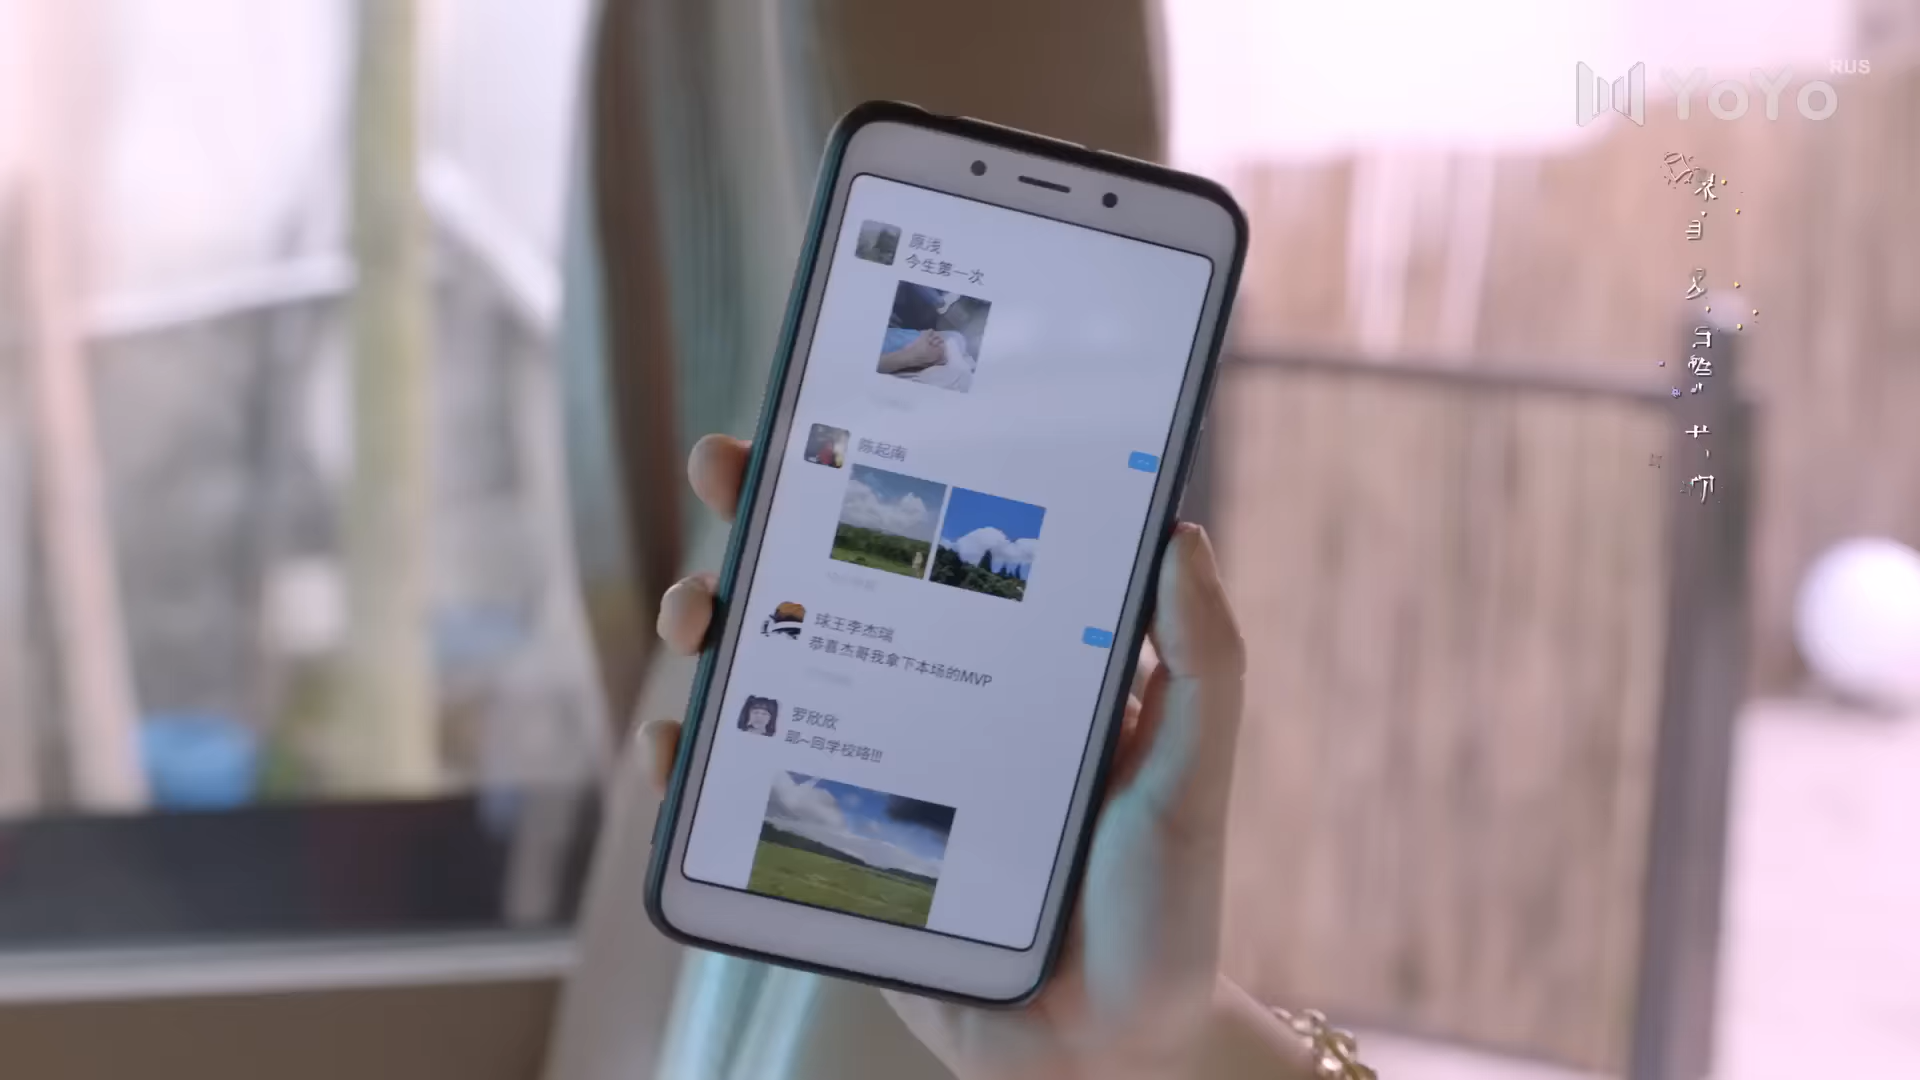 RUS
YoYo
原浅
今生第一次
陈起南
球王李杰瑞
恭喜杰哥我拿下本场的MVP
罗欣欣
耶~回学校咯!!!